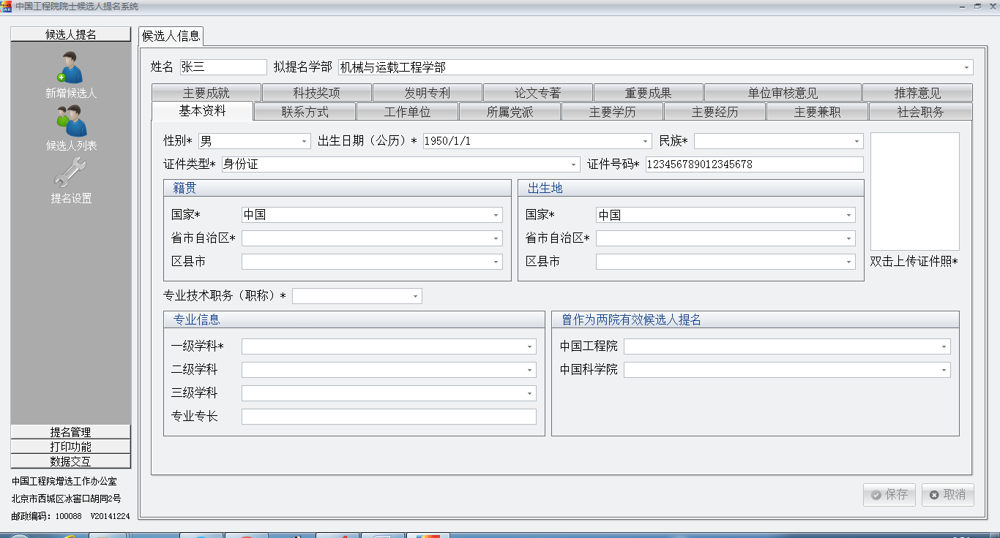 中国工程院院士候选人提名系统
候选人提名
新增候选人
候选人列表
提名设置
提名管理
打印功能
数据交互
中国工程院增选工作办公室
北京市西城区冰窖口胡同2号
邮政编码：100088 V20141224
候选人信息
姓名 张三 拟提名学部 机械与运载工程学部
主要成就 科技奖项 发明专利 论文专著 重要成果 单位审核意见 推荐意见
基本资料 联系方式 工作单位 所属党派 主要学历 主要经历 主要兼职 社会职务
性别* 男 出生日期（公历）* 1950/1/1 民族*
证件类型* 身份证 证件号码* 123456789012345678
籍贯 出生地
国家* 中国 国家* 中国
省市自治区* 省市自治区*
区县市 区县市 双击上传证件照*
专业技术职务（职称）*
专业信息 曾作为两院有效候选人提名
一级学科* 中国工程院
二级学科 中国科学院
三级学科
专业专长
保存 取消